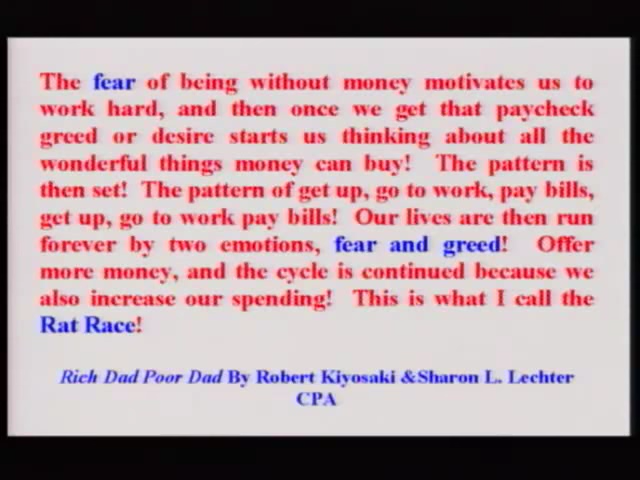 The fear of being without money motivates us to
work hard, and then once we get that paycheck
greed or desire starts us thinking about all the
wonderful things money can buy! The pattern is
then set! The pattern of get up, go to work, pay bills,
get up, go to work pay bills! Our lives are then run
forever by two emotions, fear and greed! Offer
more money, and the cycle is continued because we
also increase our spending! This is what I call the
Rat Race!
Rich Dad Poor Dad By Robert Kiyosaki &Sharon L. Lechter
CPA